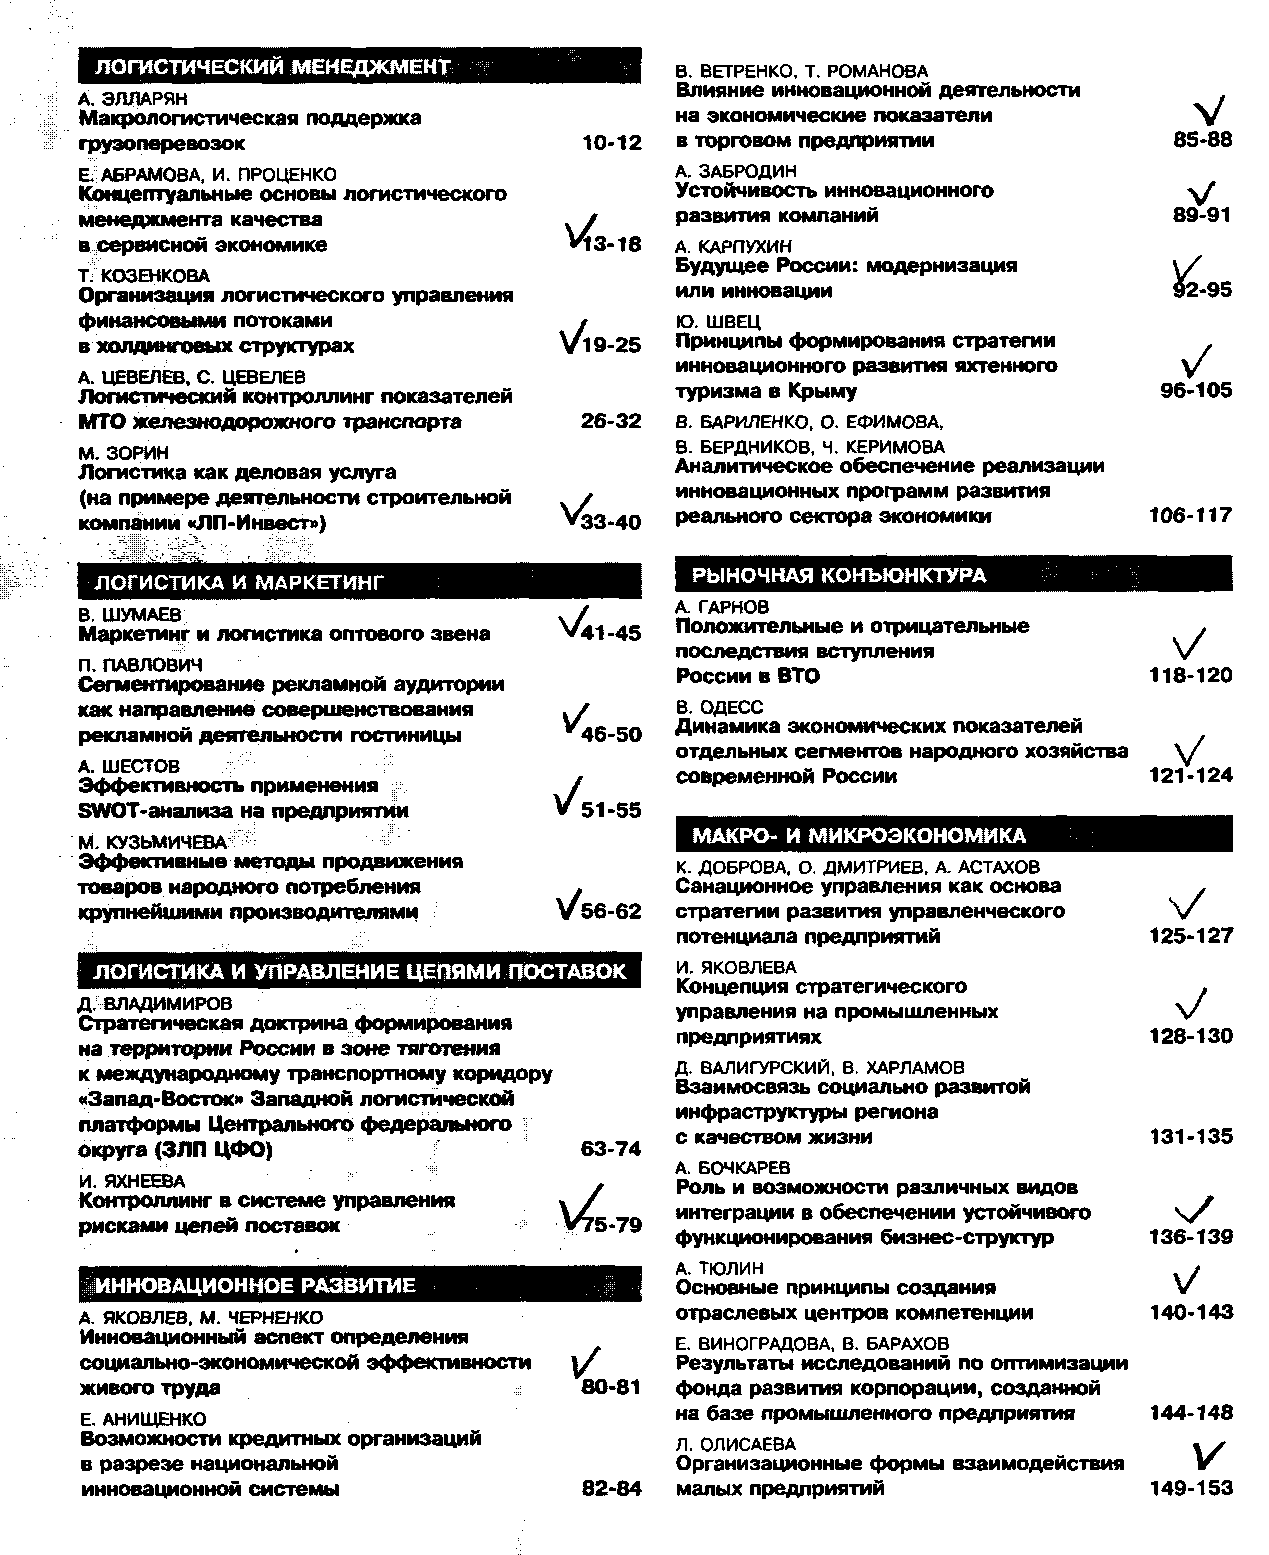 ЛОГИСТИЧЕСКИЙ МЕНЕДЖМЕНТ
А. ЭЛЛАРЯН
Макрологистическая поддержка
грузоперевозок 10-12
Е. АБРАМОВА, И. ПРОЦЕНКО
Концептуальные основы логистического
менеджмента качества
в сервисной экономике 13-18
Т. КОЗЕНКОВА
Организация логистического управления
финансовыми потоками
в холдинговых структурах 19-25
А. ЦЕВЕЛЕВ, С. ЦЕВЕЛЕВ
Логистический контроллинг показателей
МТО железнодорожного транспорта 26-32
М. ЗОРИН
Логистика как деловая услуга
(на примере деятельности строительной
компании «ЛП-Инвест») 33-40
ЛОГИСТИКА И МАРКЕТИНГ
В. ШУМАЕВ
Маркетинг и логистика оптового звена 41-45
П. ПАВЛОВИЧ
Сегментирование рекламной аудитории
как направление совершенствования
рекламной деятельности гостиницы 46-50
А. ШЕСТОВ
Эффективность применения
SWOT-анализа на предприятии 51-55
М. КУЗЬМИЧЕВА
Эффективные методы продвижения
товаров народного потребления
крупнейшими производителями 56-62
ЛОГИСТИКА И УПРАВЛЕНИЕ ЦЕПЯМИ ПОСТАВОК
Д. ВЛАДИМИРОВ
Стратегическая доктрина формирования
на территории России в зоне тяготения
к международному транспортному коридору
«Запад-Восток» Западной логистической
платформы Центрального федерального
округа (ЗЛП ЦФО) 63-74
И. ЯХНЕЕВА
Контроллинг в системе управления
рисками цепей поставок 75-79
ИННОВАЦИОННОЕ РАЗВИТИЕ
А. ЯКОВЛЕВ, М. ЧЕРНЕНКО
Инновационный аспект определения
социально-экономической эффективности
живого труда 80-81
Е. АНИЩЕНКО
Возможности кредитных организаций
в разрезе национальной
инновационной системы 82-84
В. ВЕТРЕНКО, Т. РОМАНОВА
Влияние инновационной деятельности
на экономические показатели
в торговом предприятии 85-88
А. ЗАБРОДИН
Устойчивость инновационного
развития компаний 89-91
А. КАРПУХИН
Будущее России: модернизация
или инновации 92-95
Ю. ШВЕЦ
Принципы формирования стратегии
инновационного развития яхтенного
туризма в Крыму 96-105
В. БАРИЛЕНКО, О. ЕФИМОВА,
В. БЕРДНИКОВ, Ч. КЕРИМОВА
Аналитическое обеспечение реализации
инновационных программ развития
реального сектора экономики 106-117
РЫНОЧНАЯ КОНЪЮНКТУРА
А. ГАРНОВ
Положительные и отрицательные
последствия вступления
России в ВТО 118-120
В. ОДЕСС
Динамика экономических показателей
отдельных сегментов народного хозяйства
современной России 121-124
МАКРО- И МИКРОЭКОНОМИКА
К. ДОБРОВА, О. ДМИТРИЕВ, А. АСТАХОВ
Санационное управления как основа
стратегии развития управленческого
потенциала предприятий 125-127
И. ЯКОВЛЕВА
Концепция стратегического
управления на промышленных
предприятиях 128-130
Д. ВАЛИГУРСКИЙ, В. ХАРЛАМОВ
Взаимосвязь социально развитой
инфраструктуры региона
с качеством жизни 131-135
А. БОЧКАРЕВ
Роль и возможности различных видов
интеграции в обеспечении устойчивого
функционирования бизнес-структур 136-139
А. ТЮЛИН
Основные принципы создания
отраслевых центров компетенции 140-143
Е. ВИНОГРАДОВА, В. БАРАХОВ
Результаты исследований по оптимизации
фонда развития корпорации, созданной
на базе промышленного предприятия 144-148
Л. ОЛИСАЕВА
Организационные формы взаимодействия
малых предприятий 149-153